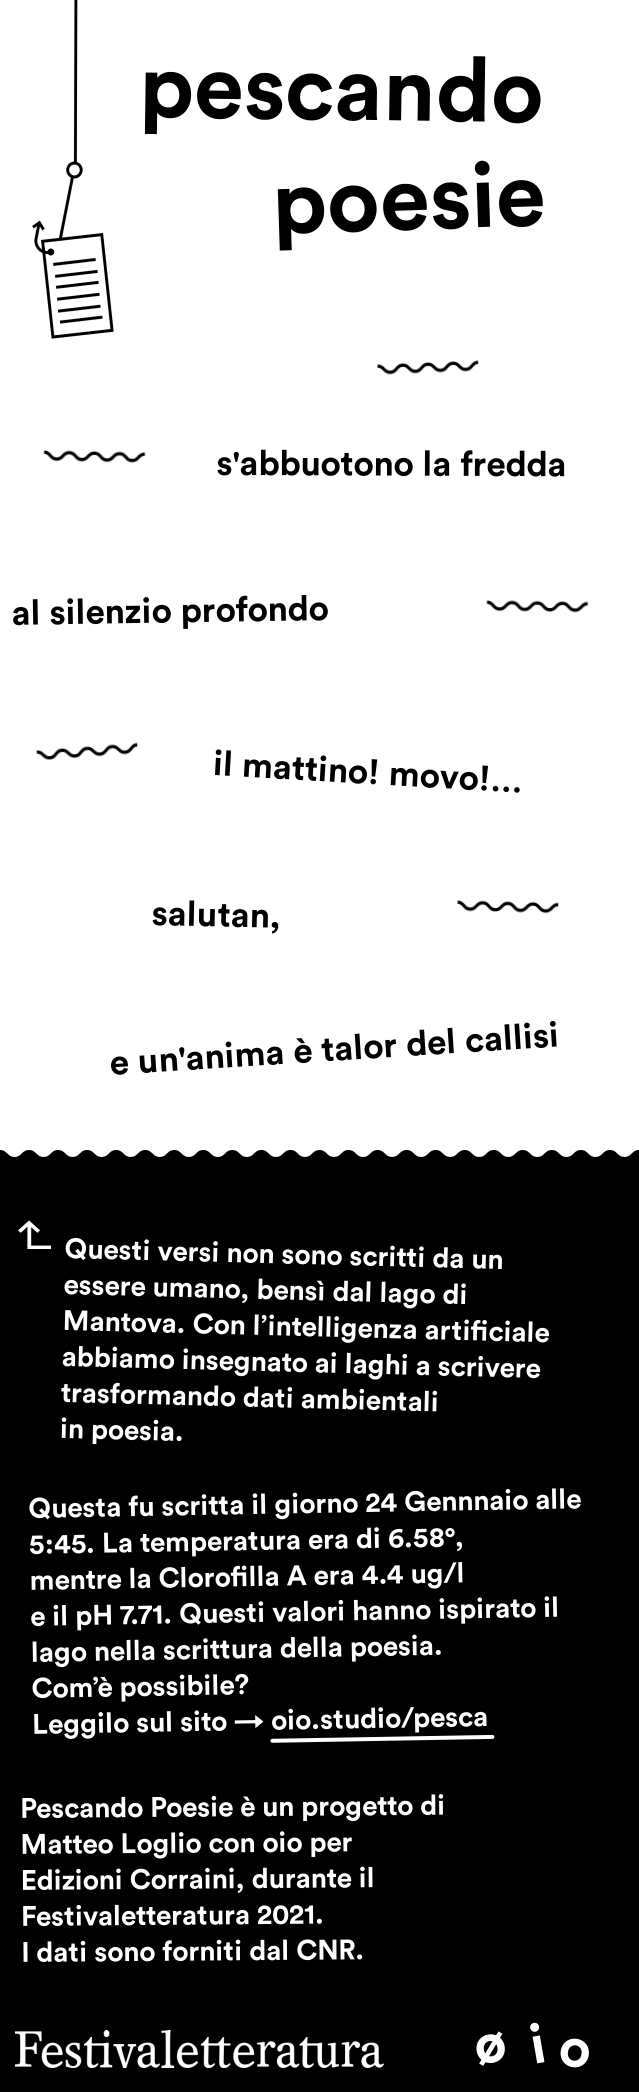 pescando
poesie
s'abbuotono la fredda
al silenzio profondo
il mattino! movo!...
salutan,
e un'anima è talor del callisi
Questi versi non sono scritti da un
essere umano, bensì dal lago di
Mantova. Con l’intelligenza artificiale
abbiamo insegnato ai laghi a scrivere
trasformando dati ambientali
in poesia.
Questa fu scritta il giorno 24 Gennnaio alle
5:45. La temperatura era di 6.58°,
mentre la Clorofilla A era 4.4 ug/l
e il pH 7.71. Questi valori hanno ispirato il
lago nella scrittura della poesia.
Com’è possibile?
Leggilo sul sito → oio.studio/pesca
Pescando Poesie è un progetto di
Matteo Loglio con oio per
Edizioni Corraini, durante il
Festivaletteratura 2021.
I dati sono forniti dal CNR.
Festivaletteratura
øio